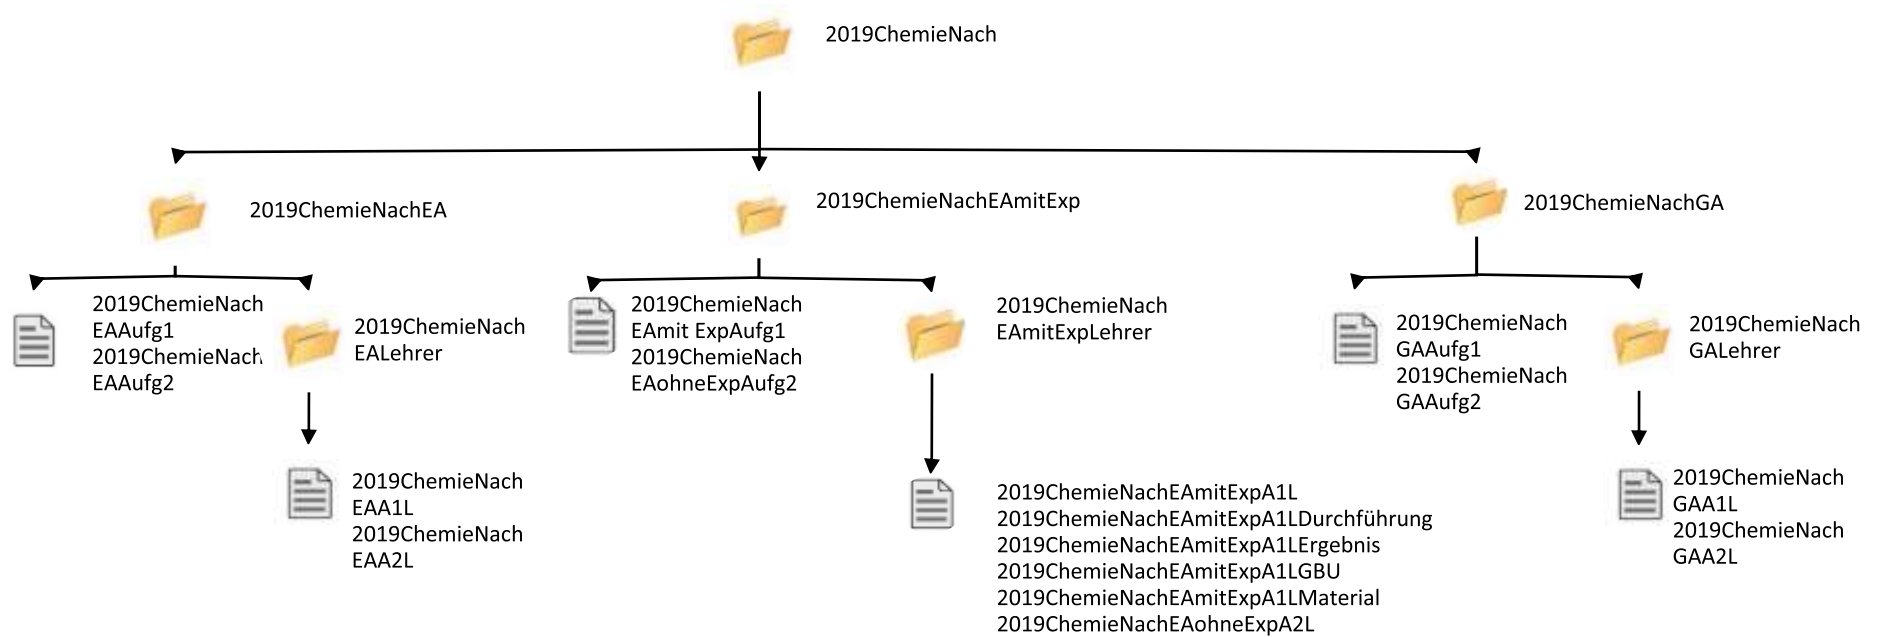 2019ChemieNach
2019ChemieNachEA
2019ChemieNachEAmitExp
2019ChemieNachGA
2019ChemieNach
EAAufg1
2019ChemieNach
EAAufg2
2019ChemieNach
EALehrer
2019ChemieNach
EAmit ExpAufg1
2019ChemieNach
EAohneExpAufg2
2019ChemieNach
EAmitExpLehrer
2019ChemieNach
GAAufg1
2019ChemieNach
GAAufg2
2019ChemieNach
GALehrer
2019ChemieNach
EAA1L
2019ChemieNach
EAA2L
2019ChemieNachEAmitExpA1L
2019ChemieNachEAmitExpA1LDurchführung
2019ChemieNachEAmitExpA1LErgebnis
2019ChemieNachEAmitExpA1LGBU
2019ChemieNachEAmitExpA1LMaterial
2019ChemieNachEAohneExpA2L
2019ChemieNach
GAA1L
2019ChemieNach
GAA2L